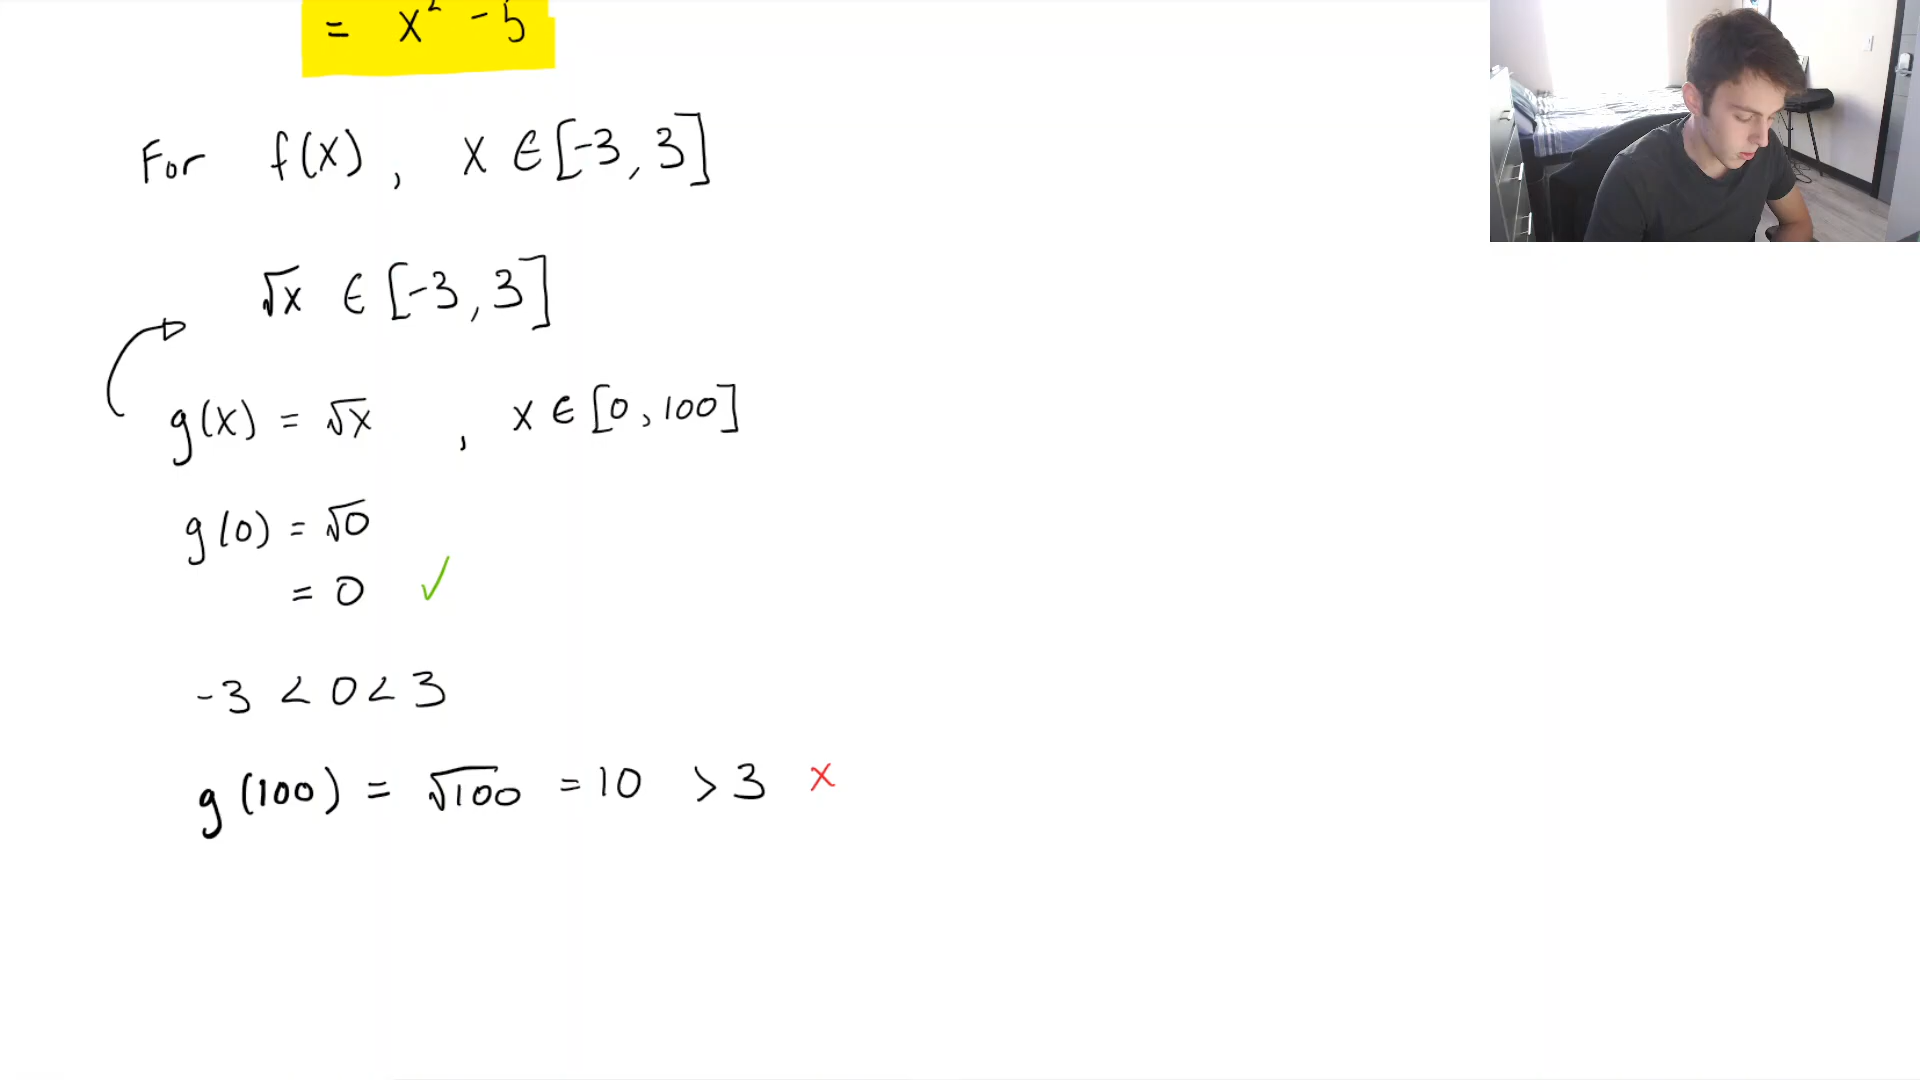 = x² - 5
For f(x), x ∈ [-3, 3]
√x ∈ [-3, 3]
g(x) = √x , x ∈ [0, 100]
g(0) = √0
= 0 ✓
-3 < 0 < 3
g(100) = √100 = 10 > 3 ×